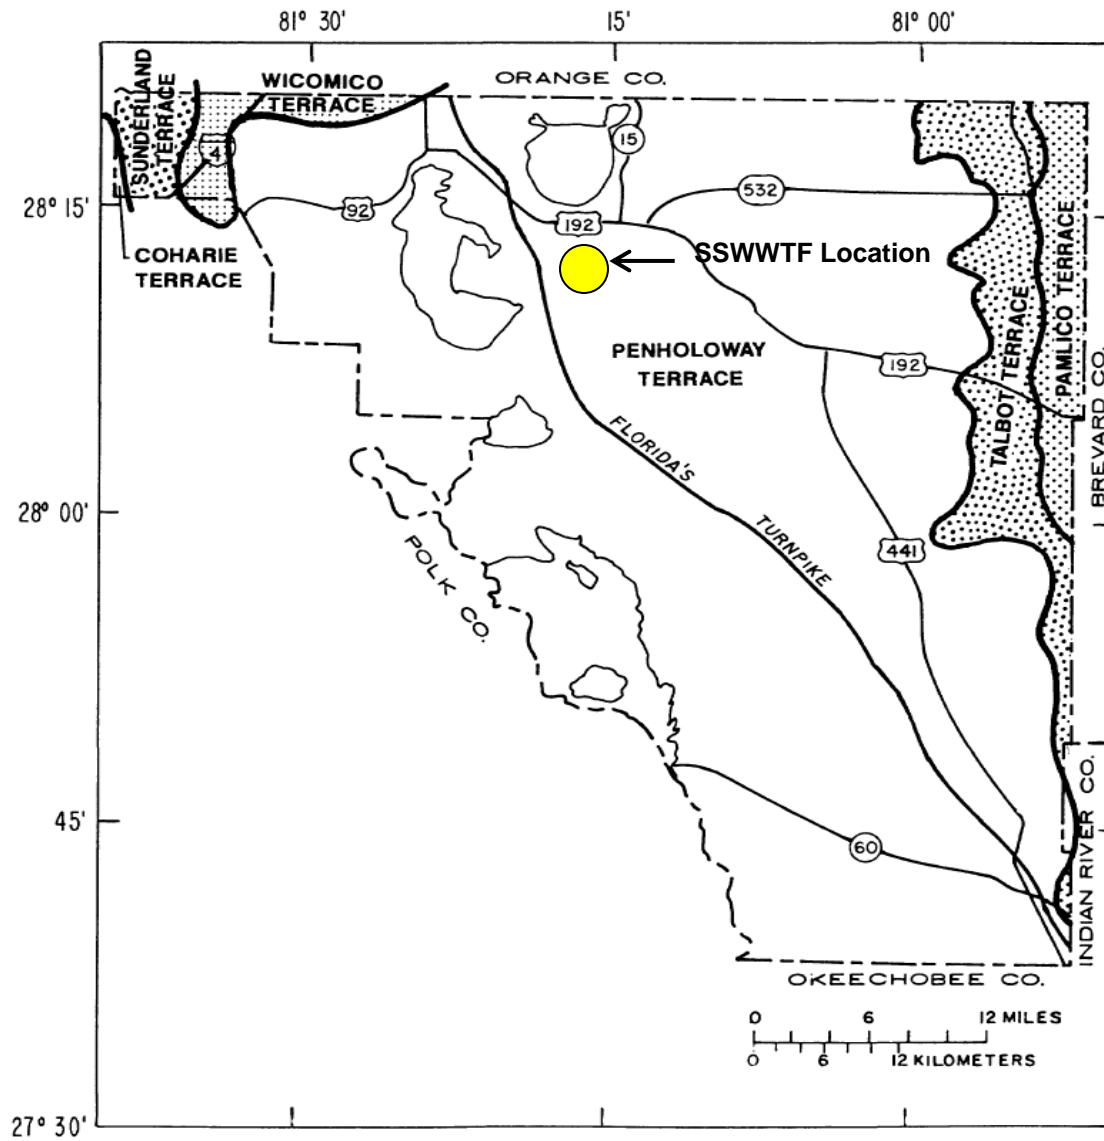 81° 30'
15'
81° 00'
SUNDERLAND
TERRACE
WICOMICO
TERRACE
ORANGE CO.
4
15
28° 15'
92
532
192
COHARIE
TERRACE
SSWWTF Location
PENHOLOWAY
TERRACE
192
TALBOT TERRACE
PAMLICO TERRACE
BREVARD CO.
FLORIDA'S
TURNPIKE
28° 00'
441
POLK CO.
45'
60
INDIAN RIVER CO.
OKEECHOBEE CO.
0 6 12 MILES
0 6 12 KILOMETERS
27° 30'